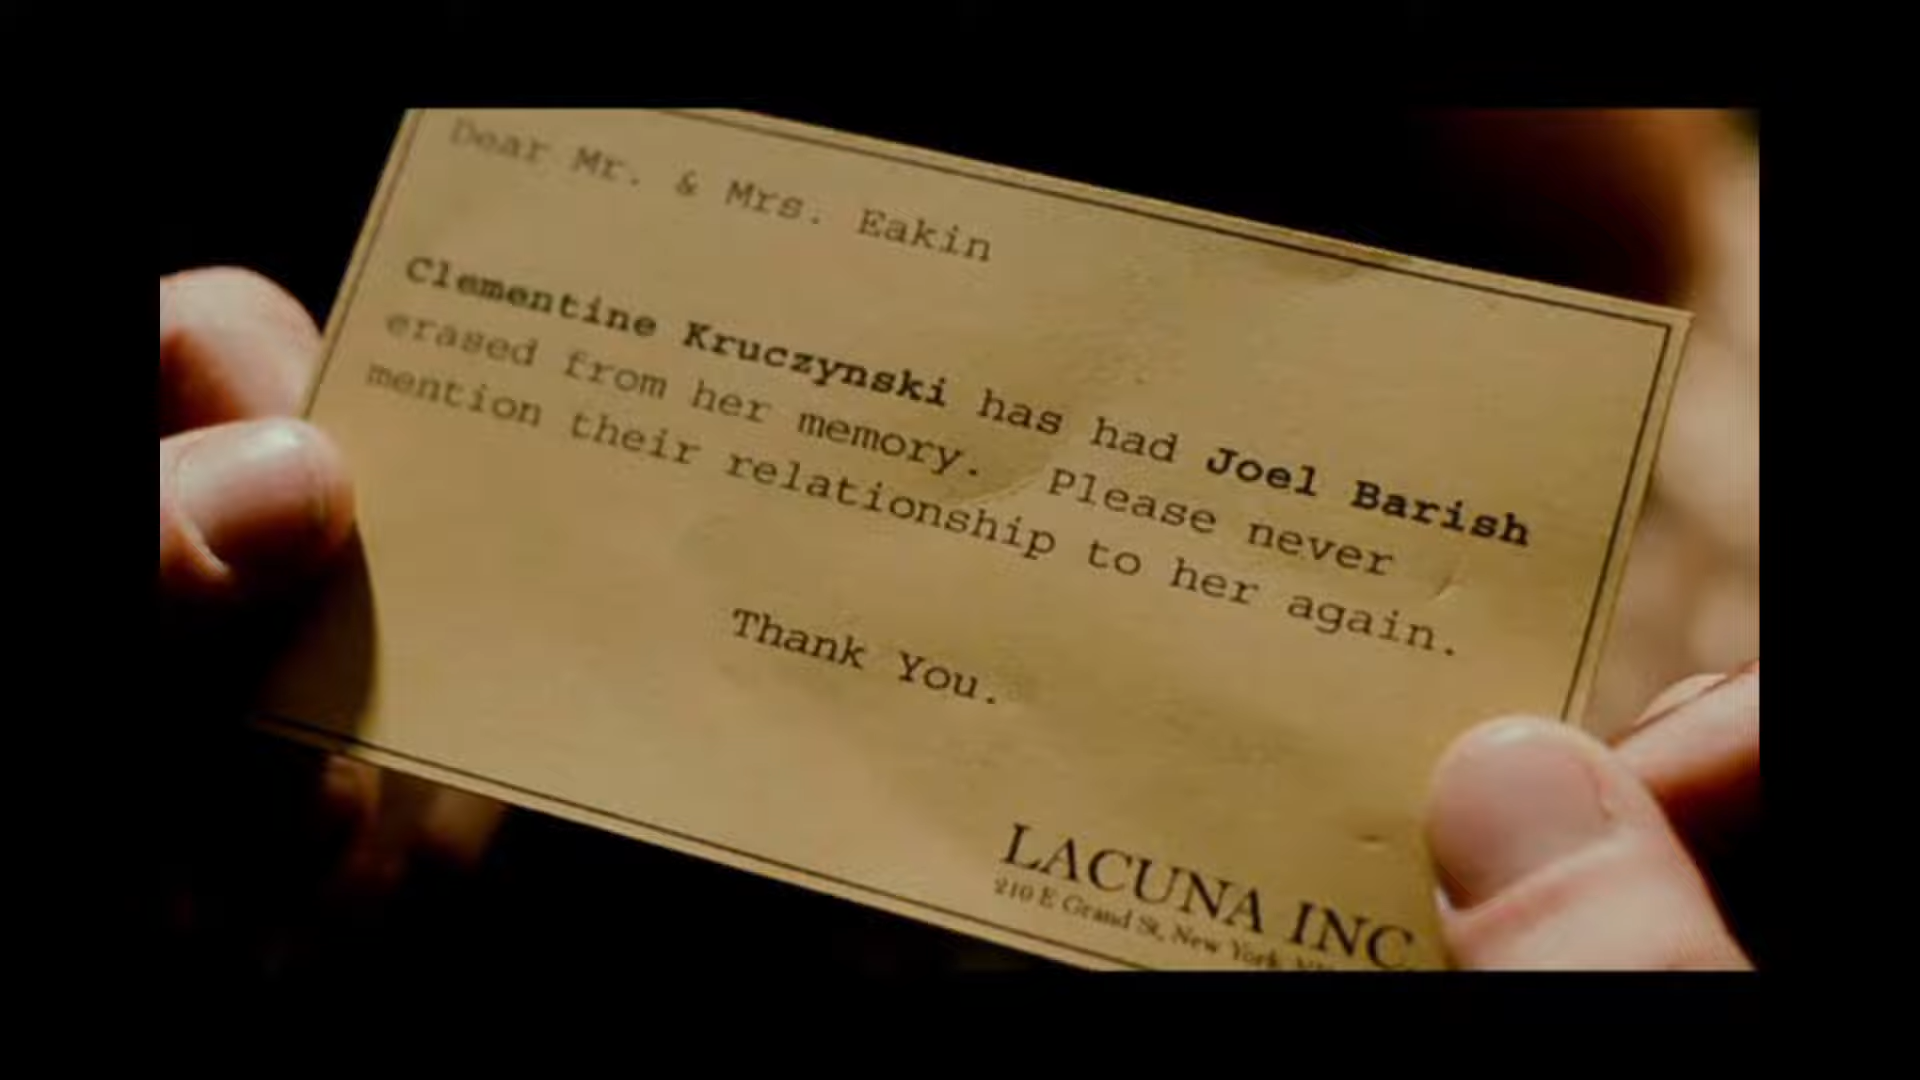 Dear Mr. & Mrs. Eakin
Clementine Kruczynski has had Joel Barish
erased from her memory.  Please never
mention their relationship to her again.
Thank You.
LACUNA INC
210 E Grand St, New York,